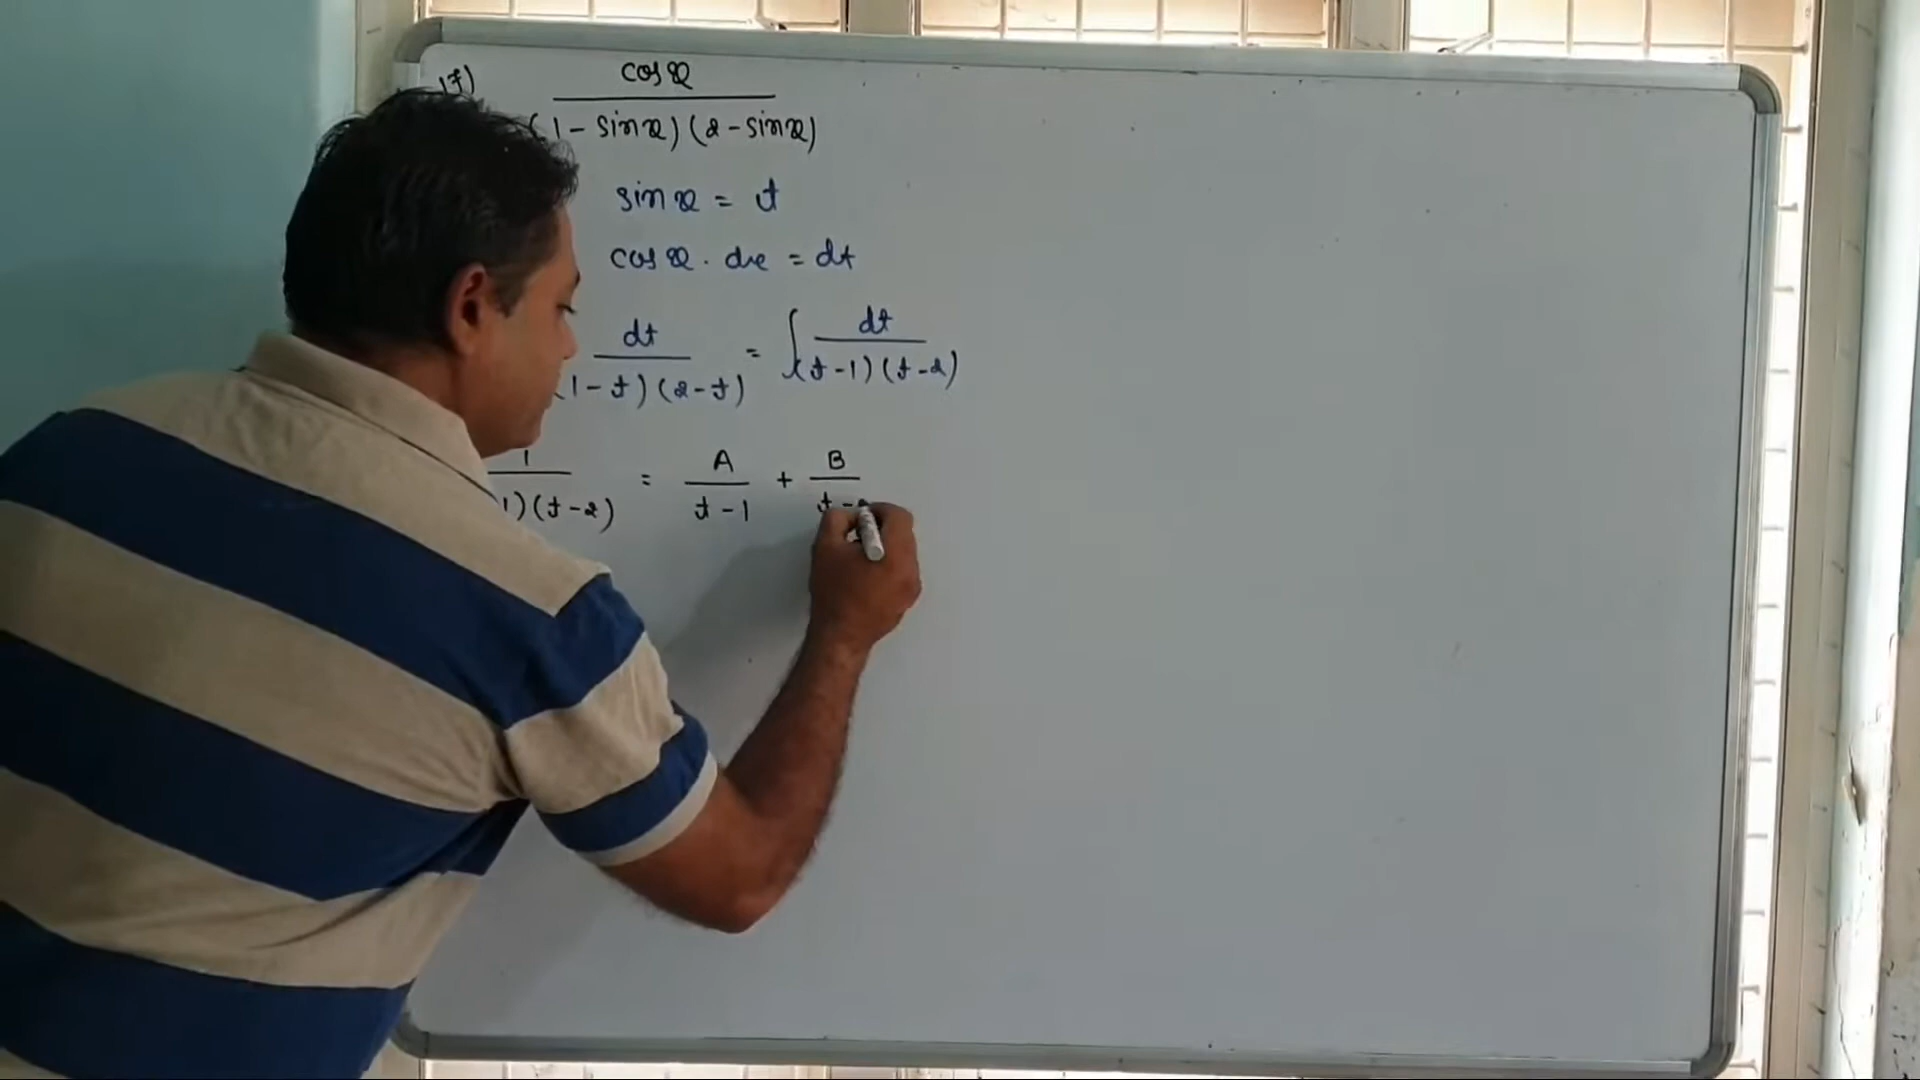 17) cos x
(1 - sin x) (2 - sin x)
sin x = t
cos x . dx = dt
dt = ∫ dt
(1 - t) (2 - t) (t - 1) (t - 2)
1 = A + B
1) (t - 2) t - 1 t -